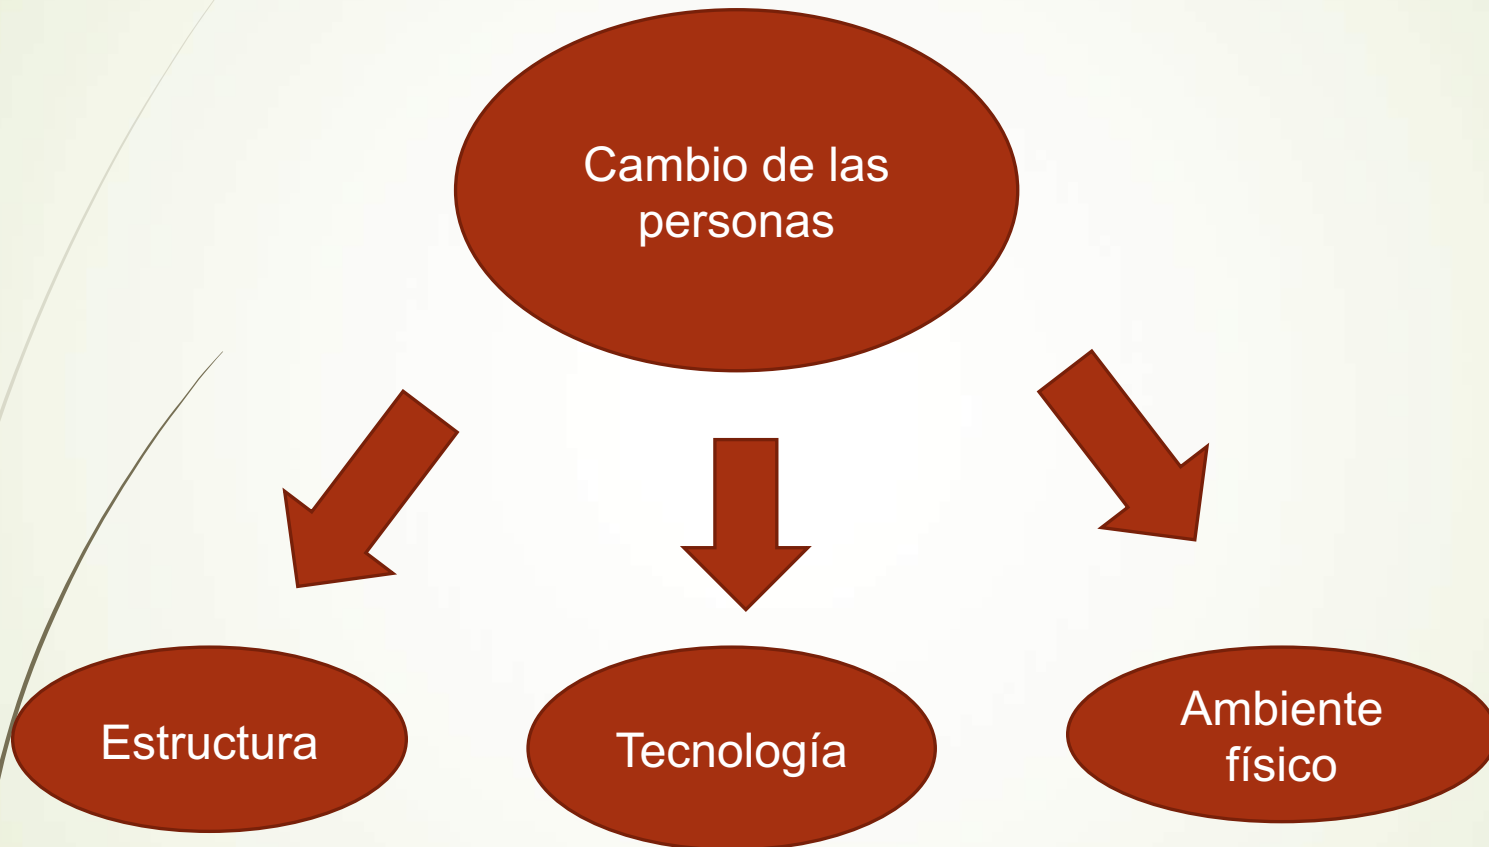 Cambio de las
personas
Estructura
Tecnología
Ambiente
físico